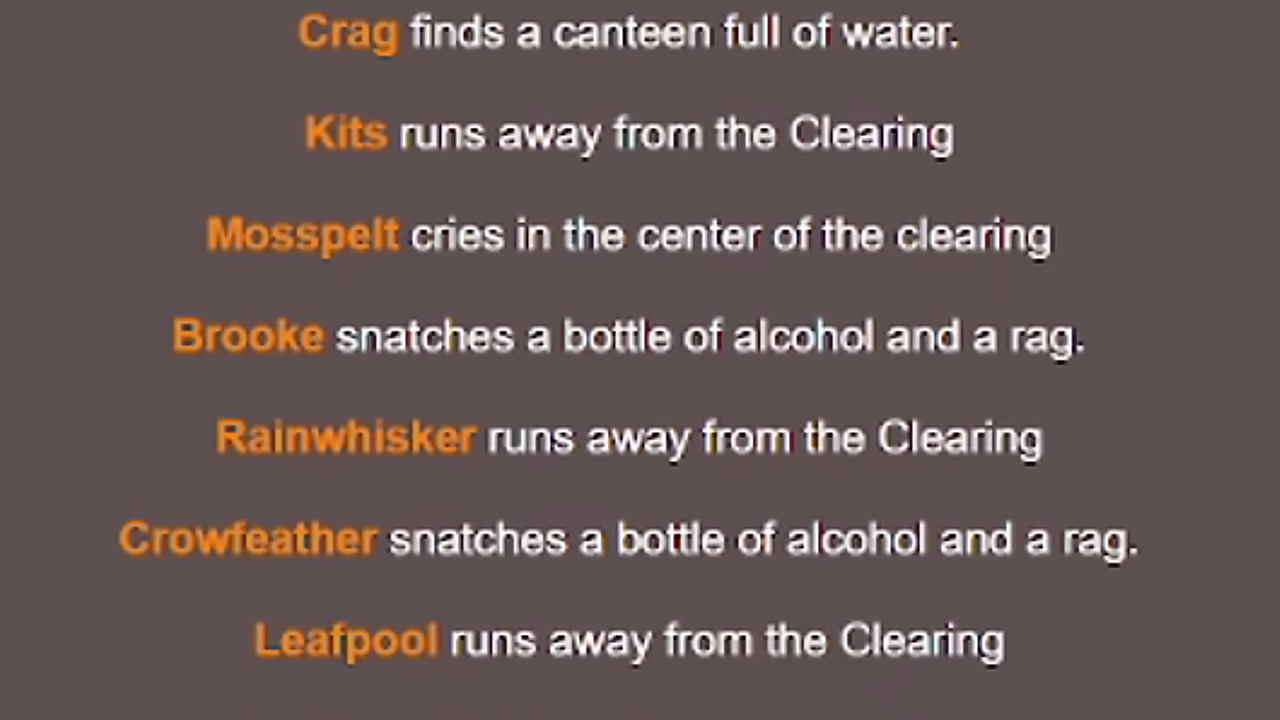 Crag finds a canteen full of water.
Kits runs away from the Clearing
Mosspelt cries in the center of the clearing
Brooke snatches a bottle of alcohol and a rag.
Rainwhisker runs away from the Clearing
Crowfeather snatches a bottle of alcohol and a rag.
Leafpool runs away from the Clearing